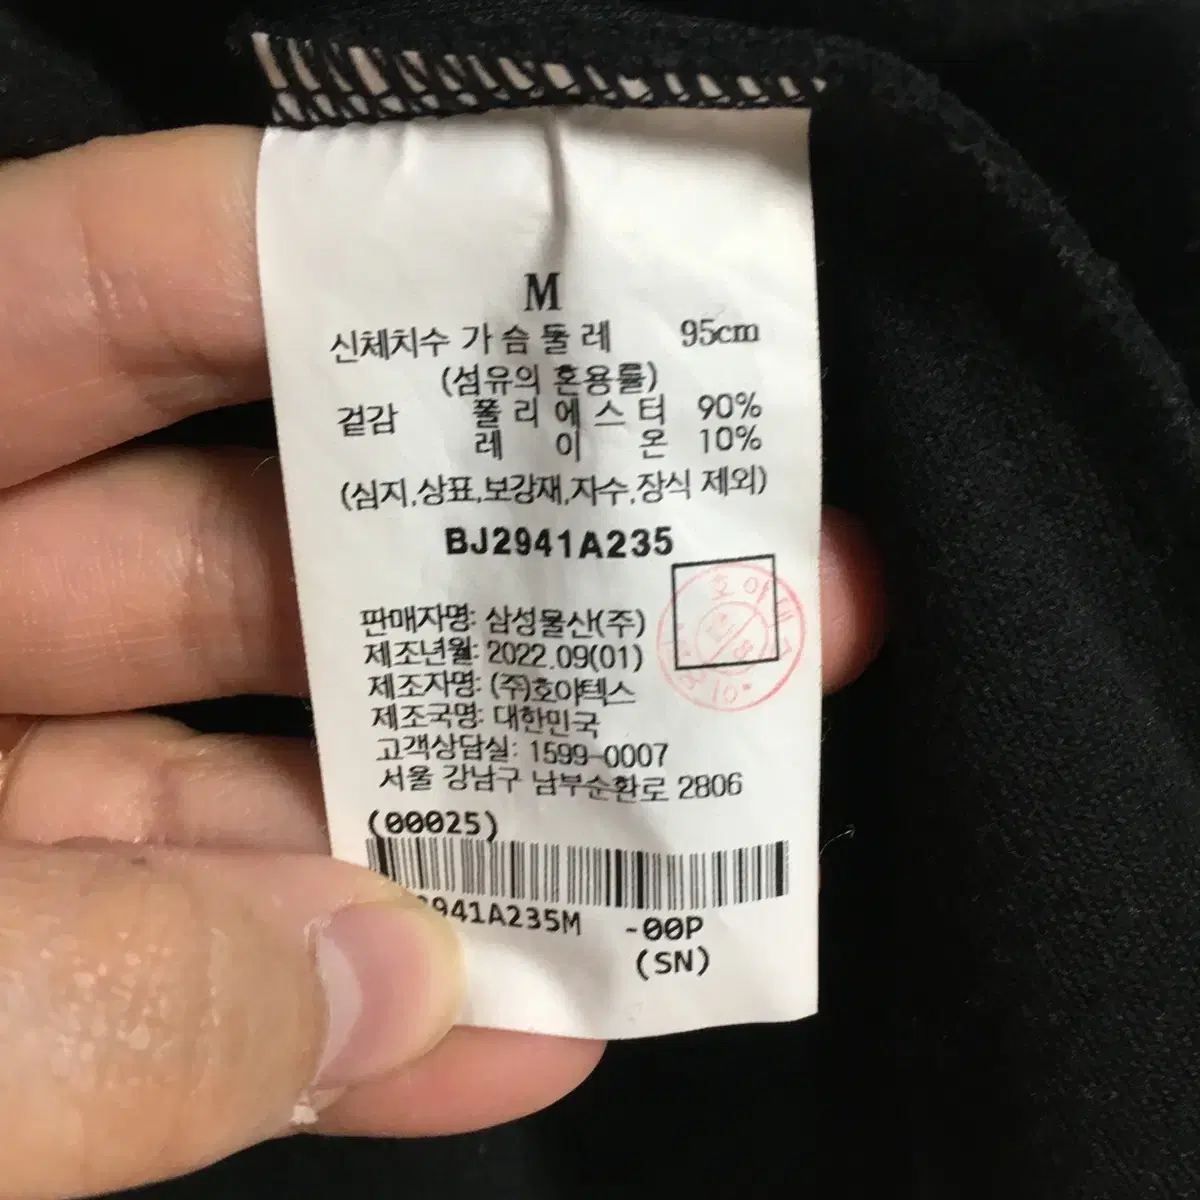 M
신체치수 가슴둘레 95cm
(섬유의 혼용률)
겉감 폴리에스터 90%
레이온 10%
(심지,상표,보강재,자수,장식 제외)
BJ2941A235
판매자명: 삼성물산(주)
제조년월: 2022.09(01)
제조자명: (주)호야텍스
제조국명: 대한민국
고객상담실: 1599-0007
서울 강남구 남부순환로 2806
(00025)
941A235M -00P
(SN)